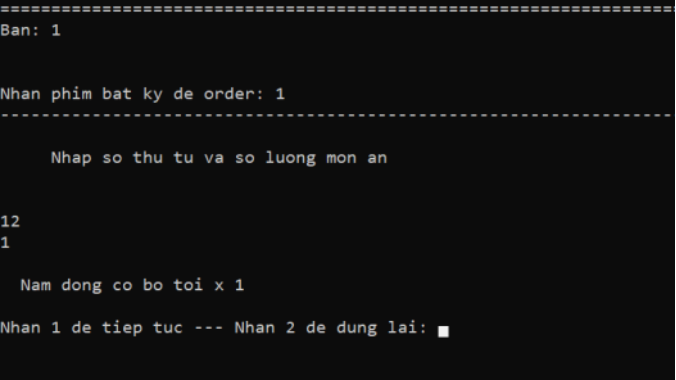 ================================================================================
Ban: 1
Nhan phim bat ky de order: 1
--------------------------------------------------------------------------------
Nhap so thu tu va so luong mon an
12
1
Nam dong co bo toi x 1
Nhan 1 de tiep tuc --- Nhan 2 de dung lai: